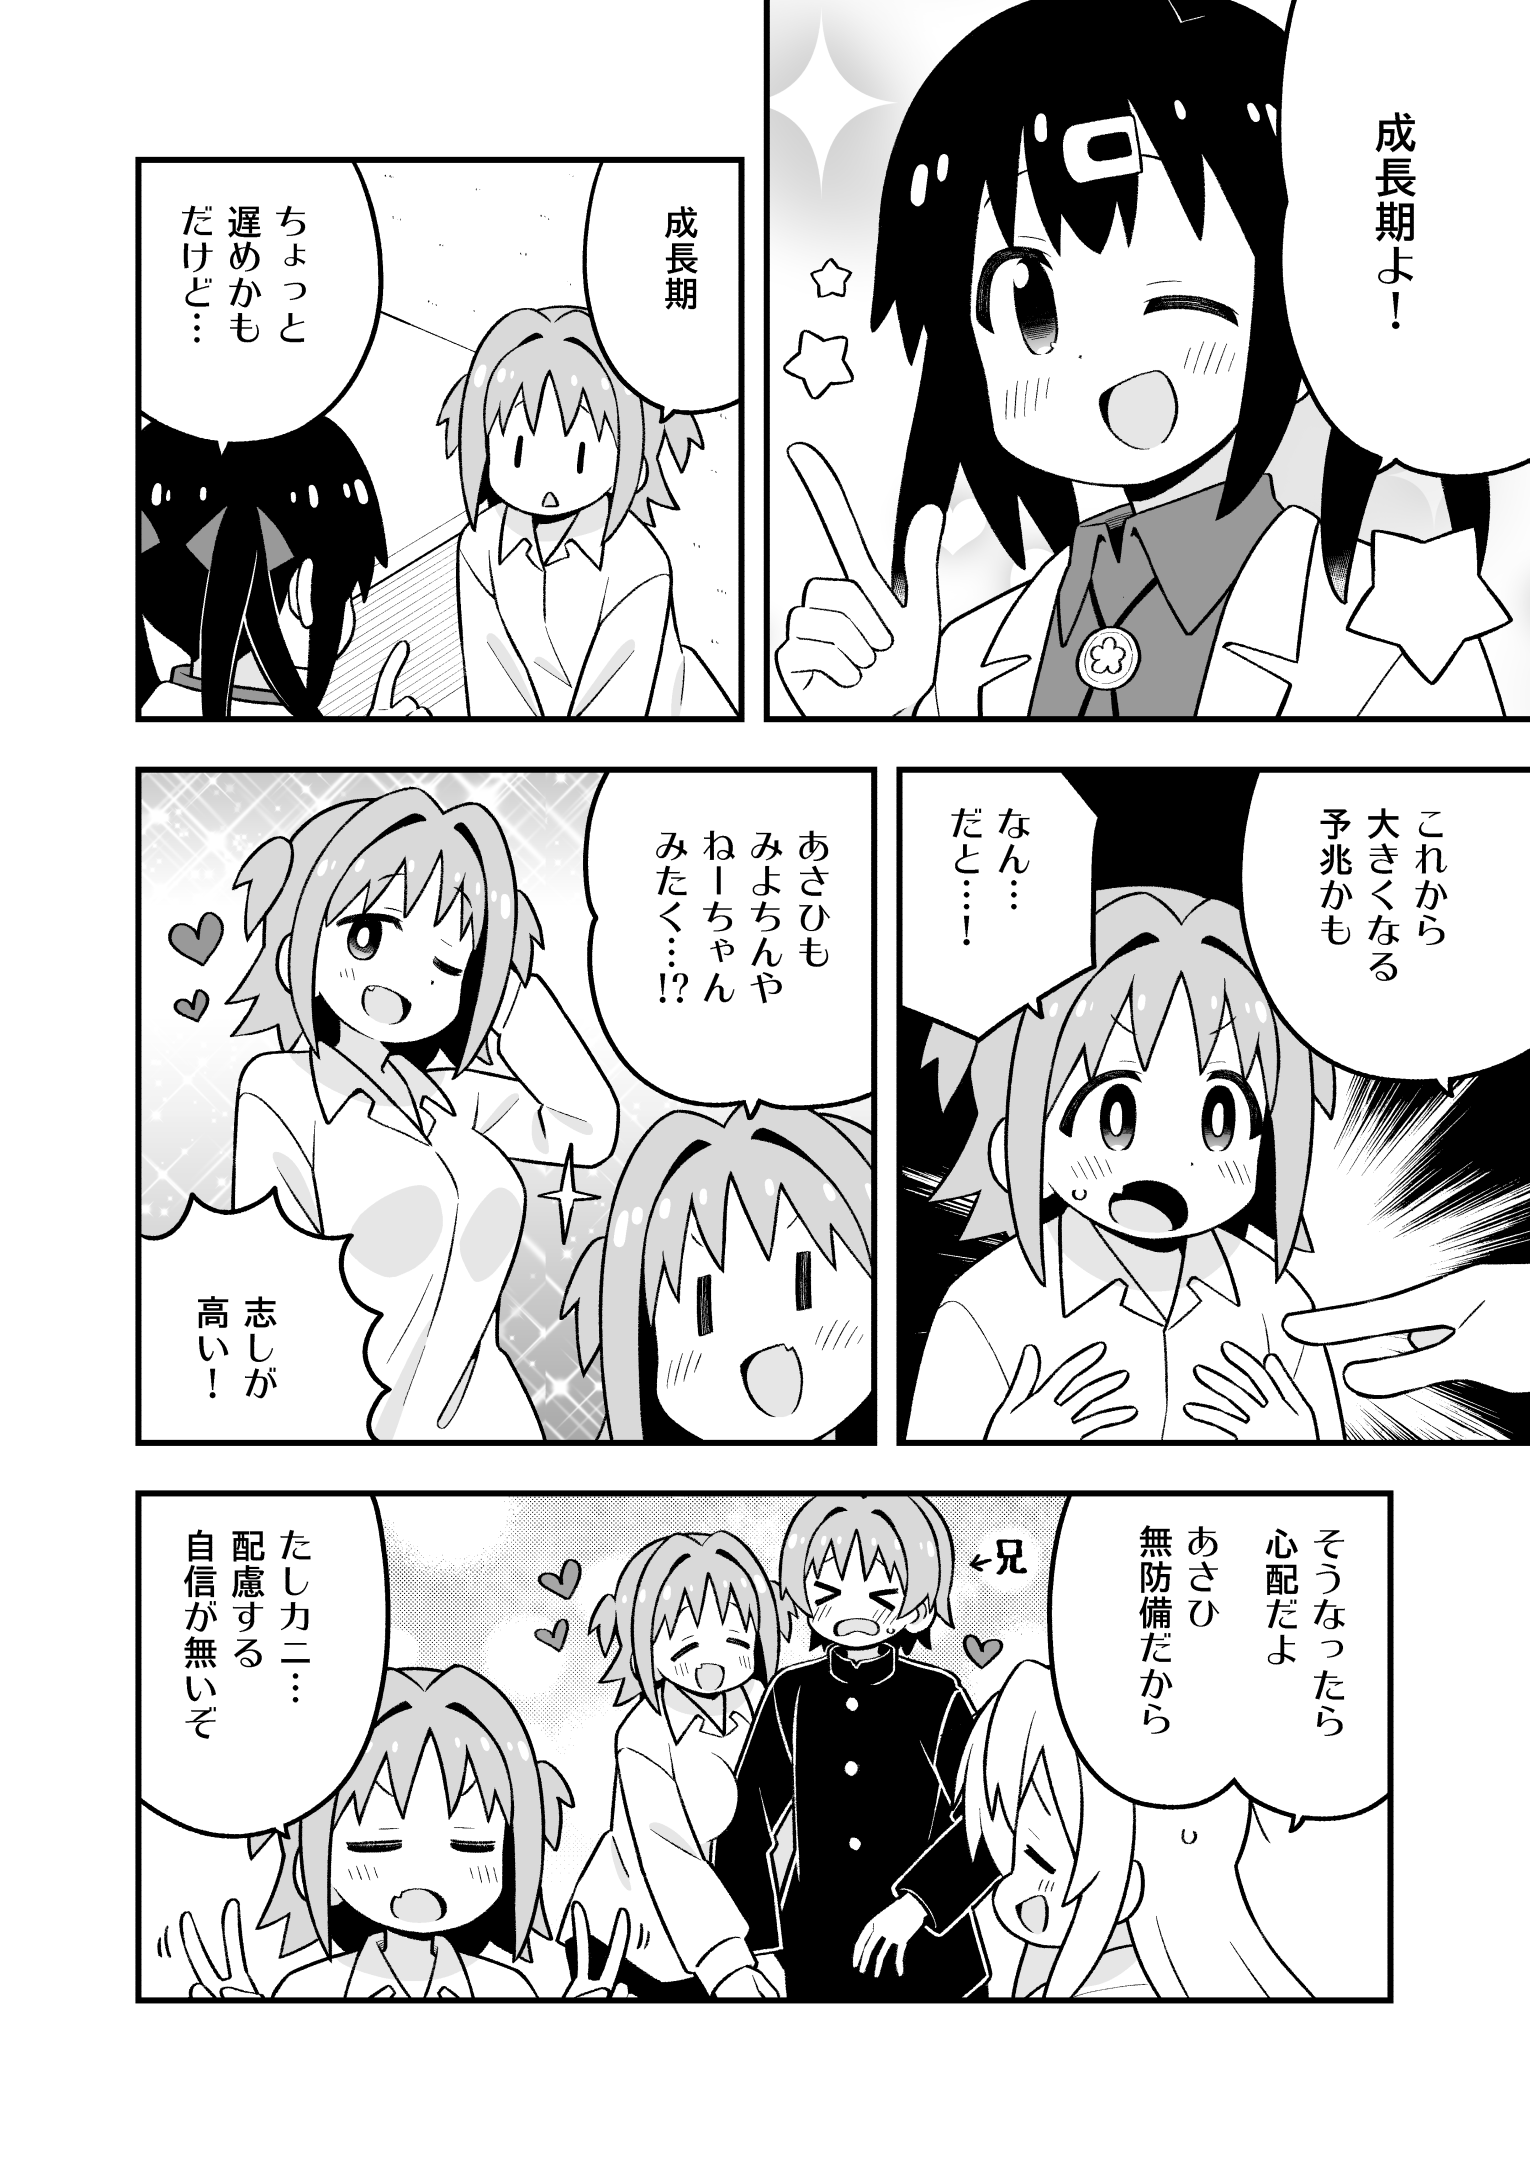 成長期よ！
成長期
ちょっと
遅めかも
だけど…
これから
大きくなる
予兆かも
なん…
だと…！
あさひも
みよちんや
ねーちゃん
みたく…!?
志しが
高い！
そうなったら
心配だよ
あさひ
無防備だから
←兄
たしカニ…
配慮する
自信が無いぞ